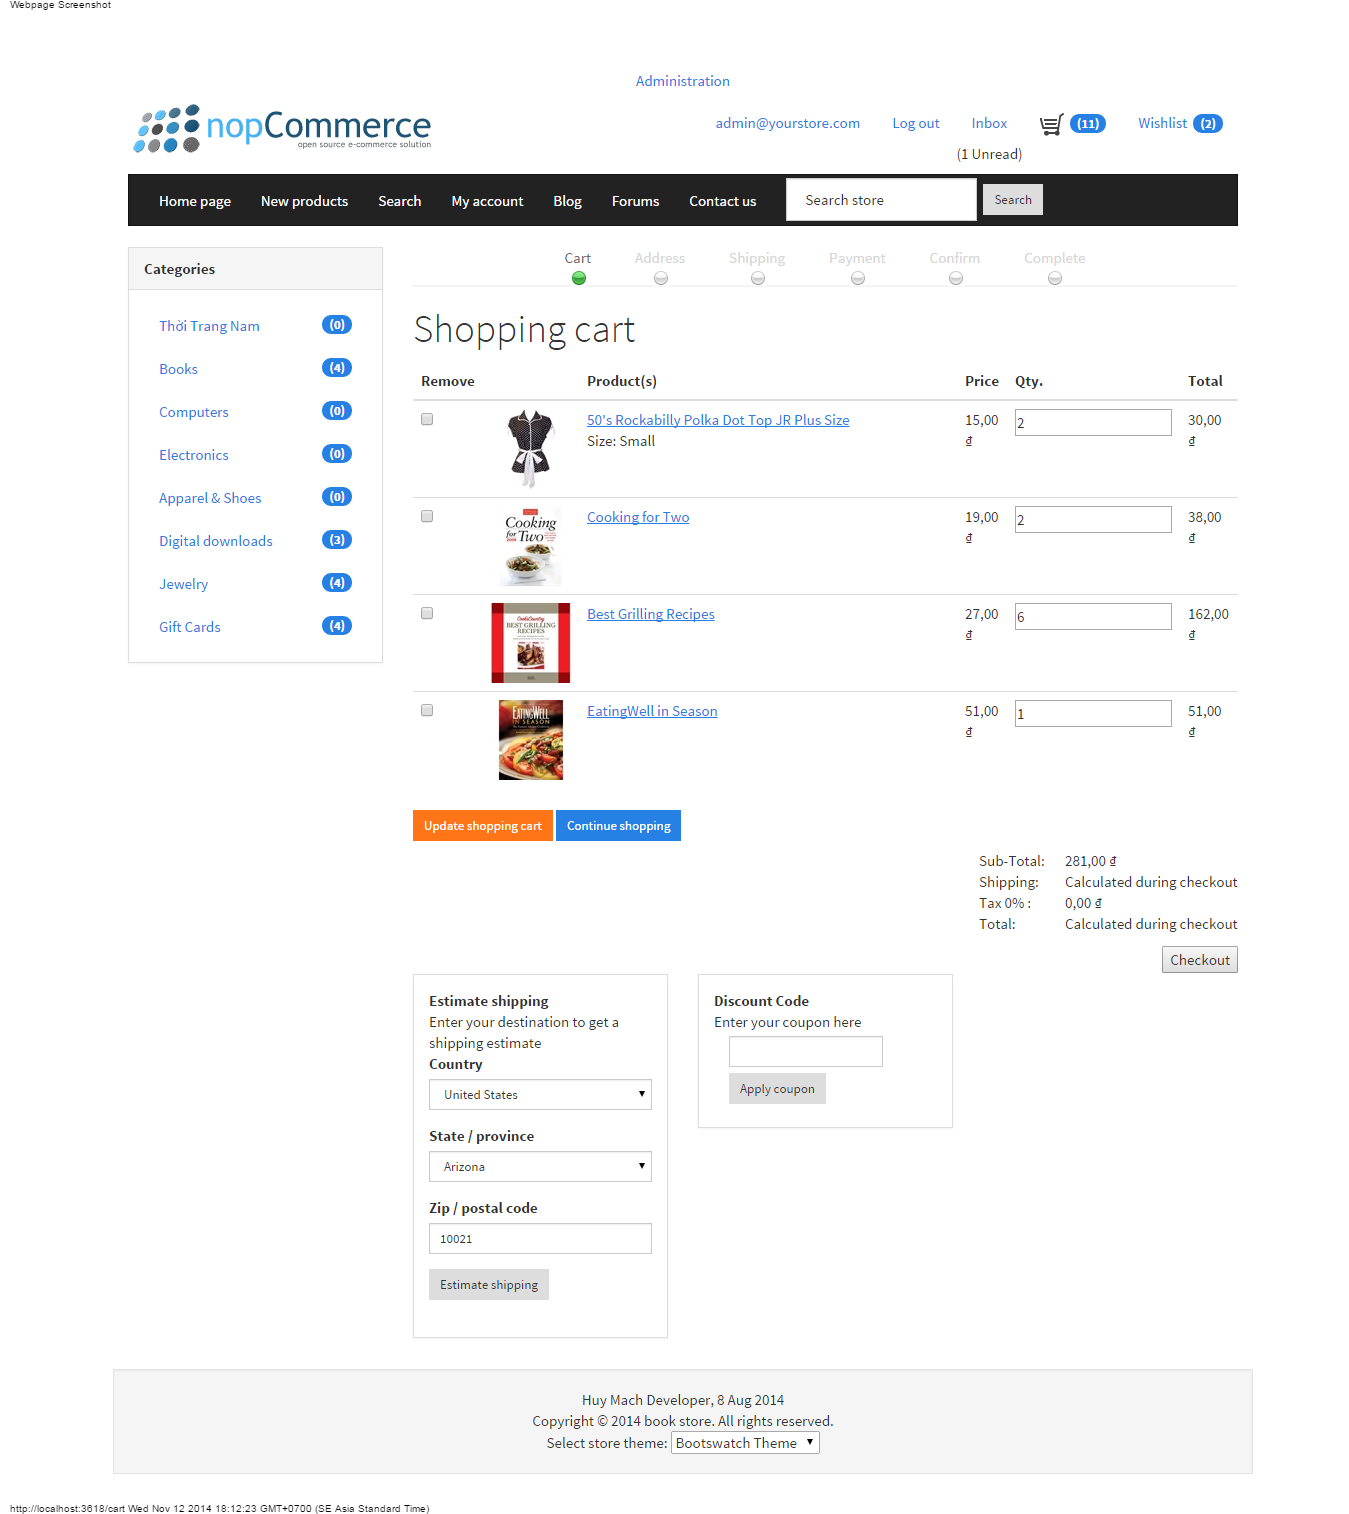 Webpage Screenshot
Administration
nopCommerce
open source e-commerce solution
admin@yourstore.com Log out Inbox (11) Wishlist (2)
(1 Unread)
Home page New products Search My account Blog Forums Contact us Search store Search
Categories
Thời Trang Nam (0)
Books (4)
Computers (0)
Electronics (0)
Apparel & Shoes (0)
Digital downloads (3)
Jewelry (4)
Gift Cards (4)
Cart Address Shipping Payment Confirm Complete
Shopping cart
Remove Product(s) Price Qty. Total
50's Rockabilly Polka Dot Top JR Plus Size 15,00 2 30,00
Size: Small ₫ ₫
Cooking for Two
Cooking for Two 19,00 2 38,00
₫ ₫
BEST GRILLING RECIPES
Best Grilling Recipes 27,00 6 162,00
₫ ₫
EATINGWELL IN SEASON
EatingWell in Season 51,00 1 51,00
₫ ₫
Update shopping cart Continue shopping
Sub-Total: 281,00 ₫
Shipping: Calculated during checkout
Tax 0% : 0,00 ₫
Total: Calculated during checkout
Checkout
Estimate shipping
Enter your destination to get a
shipping estimate
Country
United States
State / province
Arizona
Zip / postal code
10021
Estimate shipping
Discount Code
Enter your coupon here
Apply coupon
Huy Mach Developer, 8 Aug 2014
Copyright © 2014 book store. All rights reserved.
Select store theme: Bootswatch Theme
http://localhost:3618/cart Wed Nov 12 2014 18:12:23 GMT+0700 (SE Asia Standard Time)